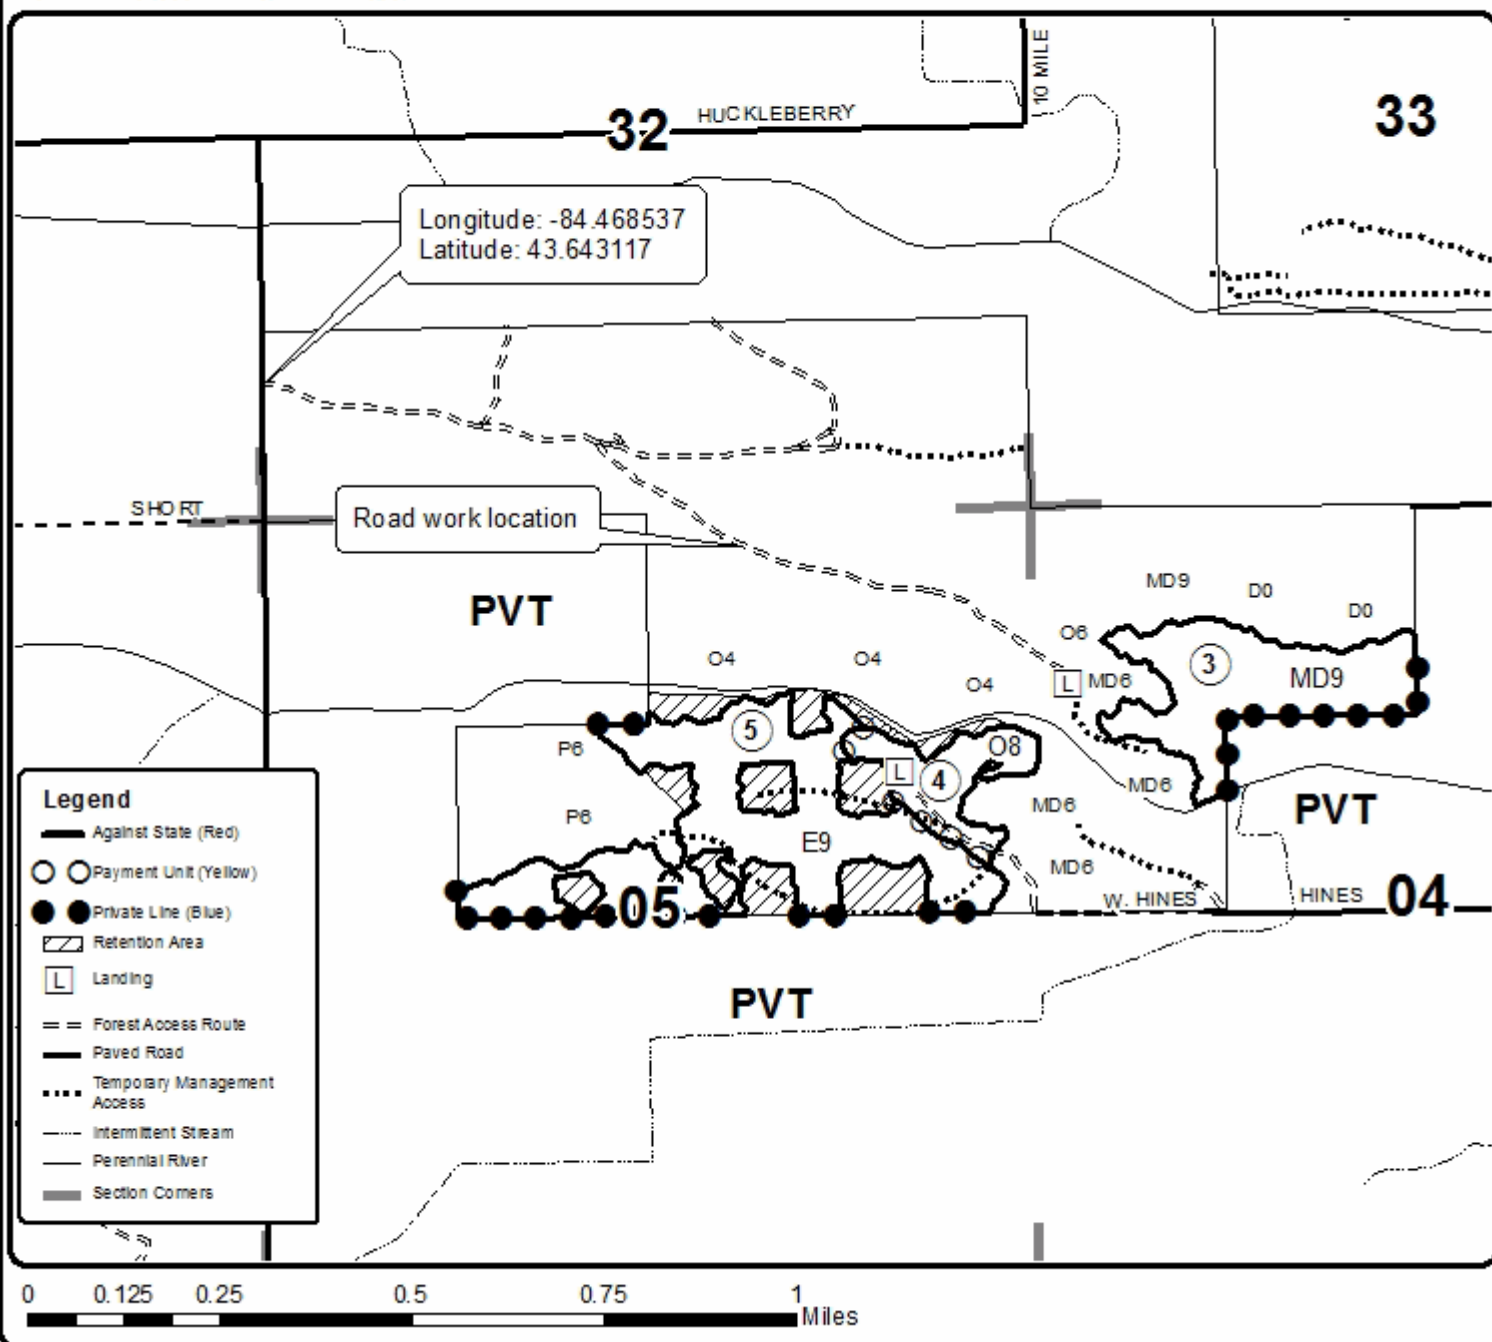 10 MILE
32
HUCKLEBERRY
33
Longitude: -84.468537
Latitude: 43.643117
SHORT
Road work location
MD9
D0
D0
PVT
O6
O4
O4
3
O4
L
MD6
MD9
5
P6
O8
L
4
MD6
MD6
P6
PVT
E9
MD6
05
W. HINES
HINES
04
PVT
Legend
Against State (Red)
Payment Unit (Yellow)
Private Line (Blue)
Retention Area
L
Landing
Forest Access Route
Paved Road
Temporary Management
Access
Intermittent Stream
Perennial River
Section Corners
0 0.125 0.25 0.5 0.75 1
Miles